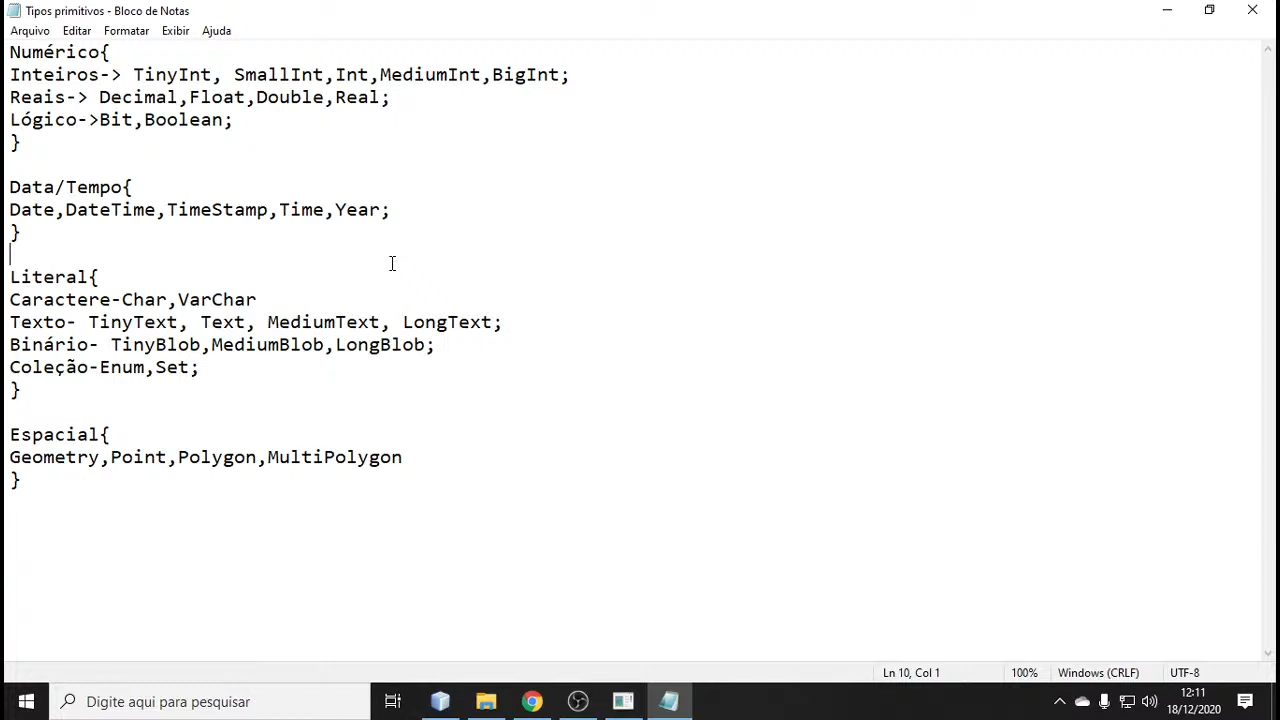 Tipos primitivos - Bloco de Notas
Arquivo Editar Formatar Exibir Ajuda
Numérico{
Inteiros-> TinyInt, SmallInt,Int,MediumInt,BigInt;
Reais-> Decimal,Float,Double,Real;
Lógico->Bit,Boolean;
}
Data/Tempo{
Date,DateTime,TimeStamp,Time,Year;
}
Literal{
Caractere-Char,VarChar
Texto- TinyText, Text, MediumText, LongText;
Binário- TinyBlob,MediumBlob,LongBlob;
Coleção-Enum,Set;
}
Espacial{
Geometry,Point,Polygon,MultiPolygon
}
Ln 10, Col 1 100% Windows (CRLF) UTF-8
Digite aqui para pesquisar
12:11
18/12/2020